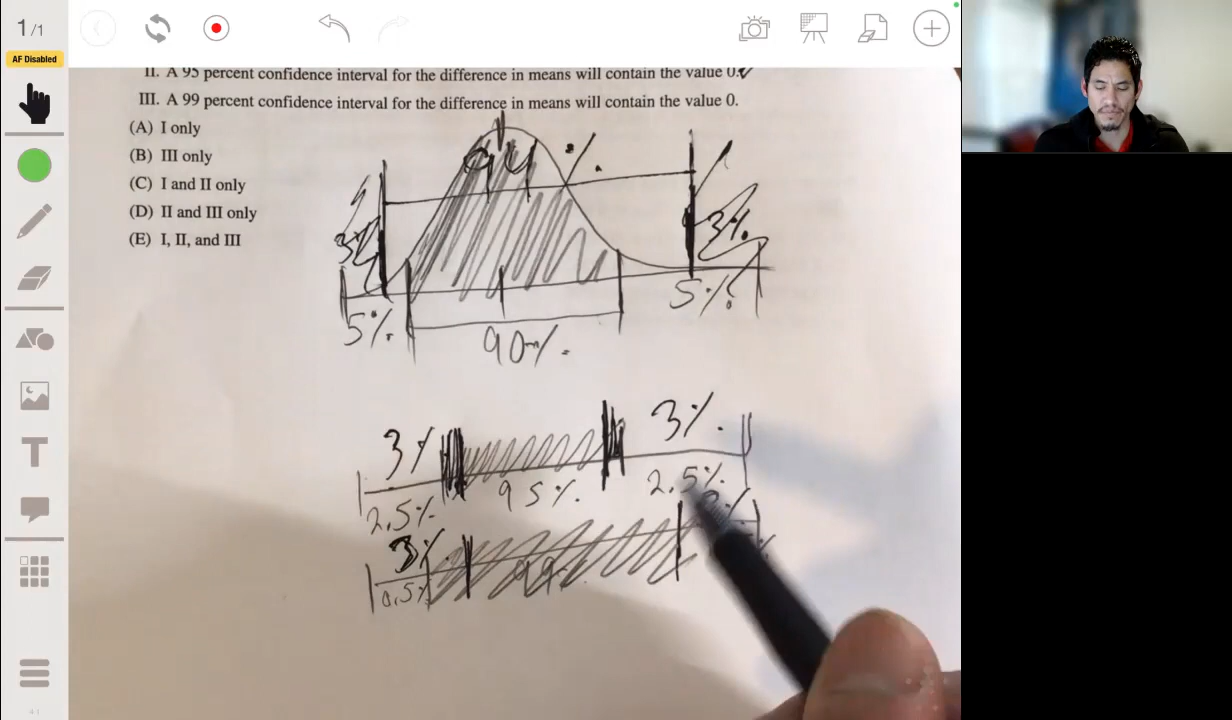 1/1
AF Disabled
II. A 95 percent confidence interval for the difference in means will contain the value 0.
III. A 99 percent confidence interval for the difference in means will contain the value 0.
(A) I only
(B) III only
(C) I and II only
(D) II and III only
(E) I, II, and III
94%
3%
3%
5%
90%
5%
3%
3%
2.5%
95%
2.5%
3%
0.5%
99%
T